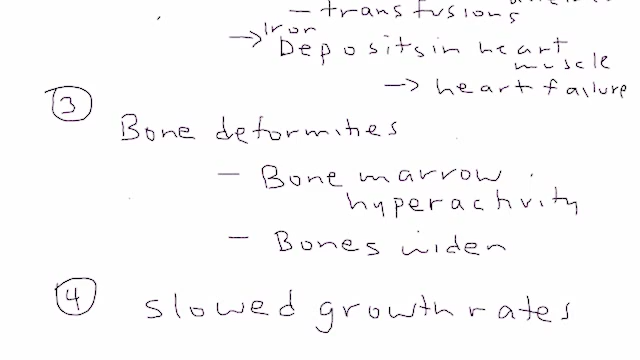 - transfusions
→ Iron Deposits in heart
muscle
→ heart failure
③
Bone deformities
- Bone marrow
hyperactivity
- Bones widen
④ slowed growth rates